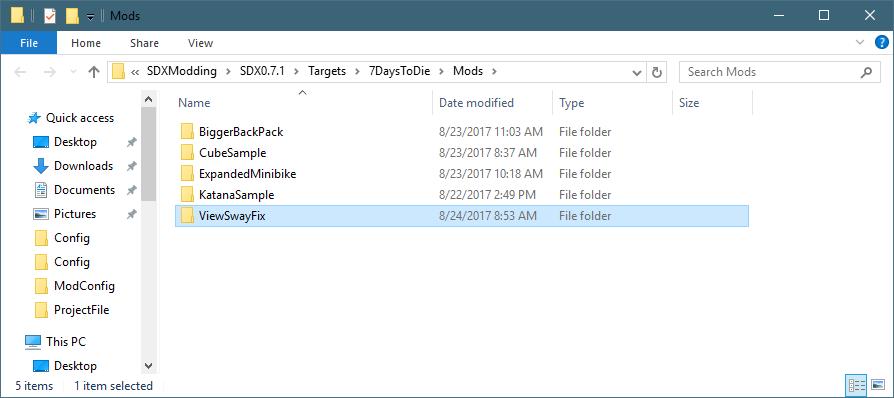 Mods
File Home Share View
« SDXModding > SDX0.7.1 > Targets > 7DaysToDie > Mods > Search Mods
Name Date modified Type Size
Quick access
Desktop
Downloads
Documents
Pictures
Config
Config
ModConfig
ProjectFile
This PC
Desktop
BiggerBackPack 8/23/2017 11:03 AM File folder
CubeSample 8/23/2017 8:37 AM File folder
ExpandedMinibike 8/23/2017 10:18 AM File folder
KatanaSample 8/22/2017 2:49 PM File folder
ViewSwayFix 8/24/2017 8:53 AM File folder
5 items 1 item selected